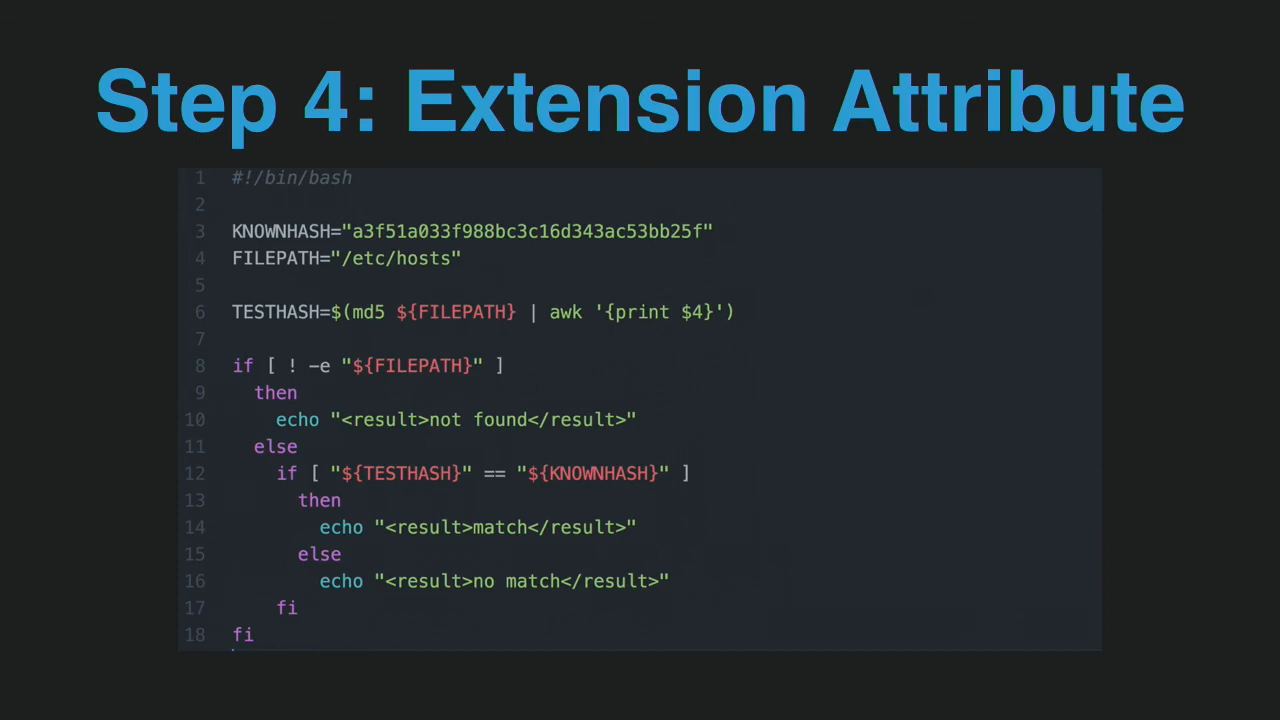 Step 4: Extension Attribute
1 #!/bin/bash
2
3 KNOWNHASH="a3f51a033f988bc3c16d343ac53bb25f"
4 FILEPATH="/etc/hosts"
5
6 TESTHASH=$(md5 ${FILEPATH} | awk '{print $4}')
7
8 if [ ! -e "${FILEPATH}" ]
9 then
10 echo "<result>not found</result>"
11 else
12 if [ "${TESTHASH}" == "${KNOWNHASH}" ]
13 then
14 echo "<result>match</result>"
15 else
16 echo "<result>no match</result>"
17 fi
18 fi